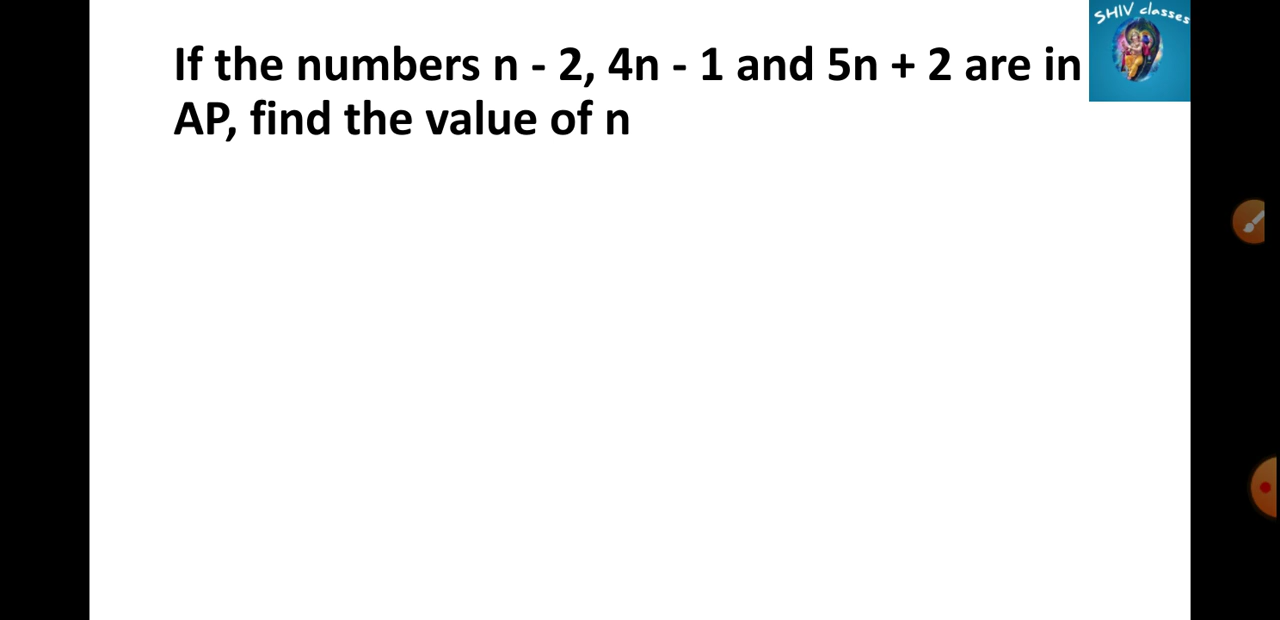 SHIV classes
If the numbers n - 2, 4n - 1 and 5n + 2 are in
AP, find the value of n